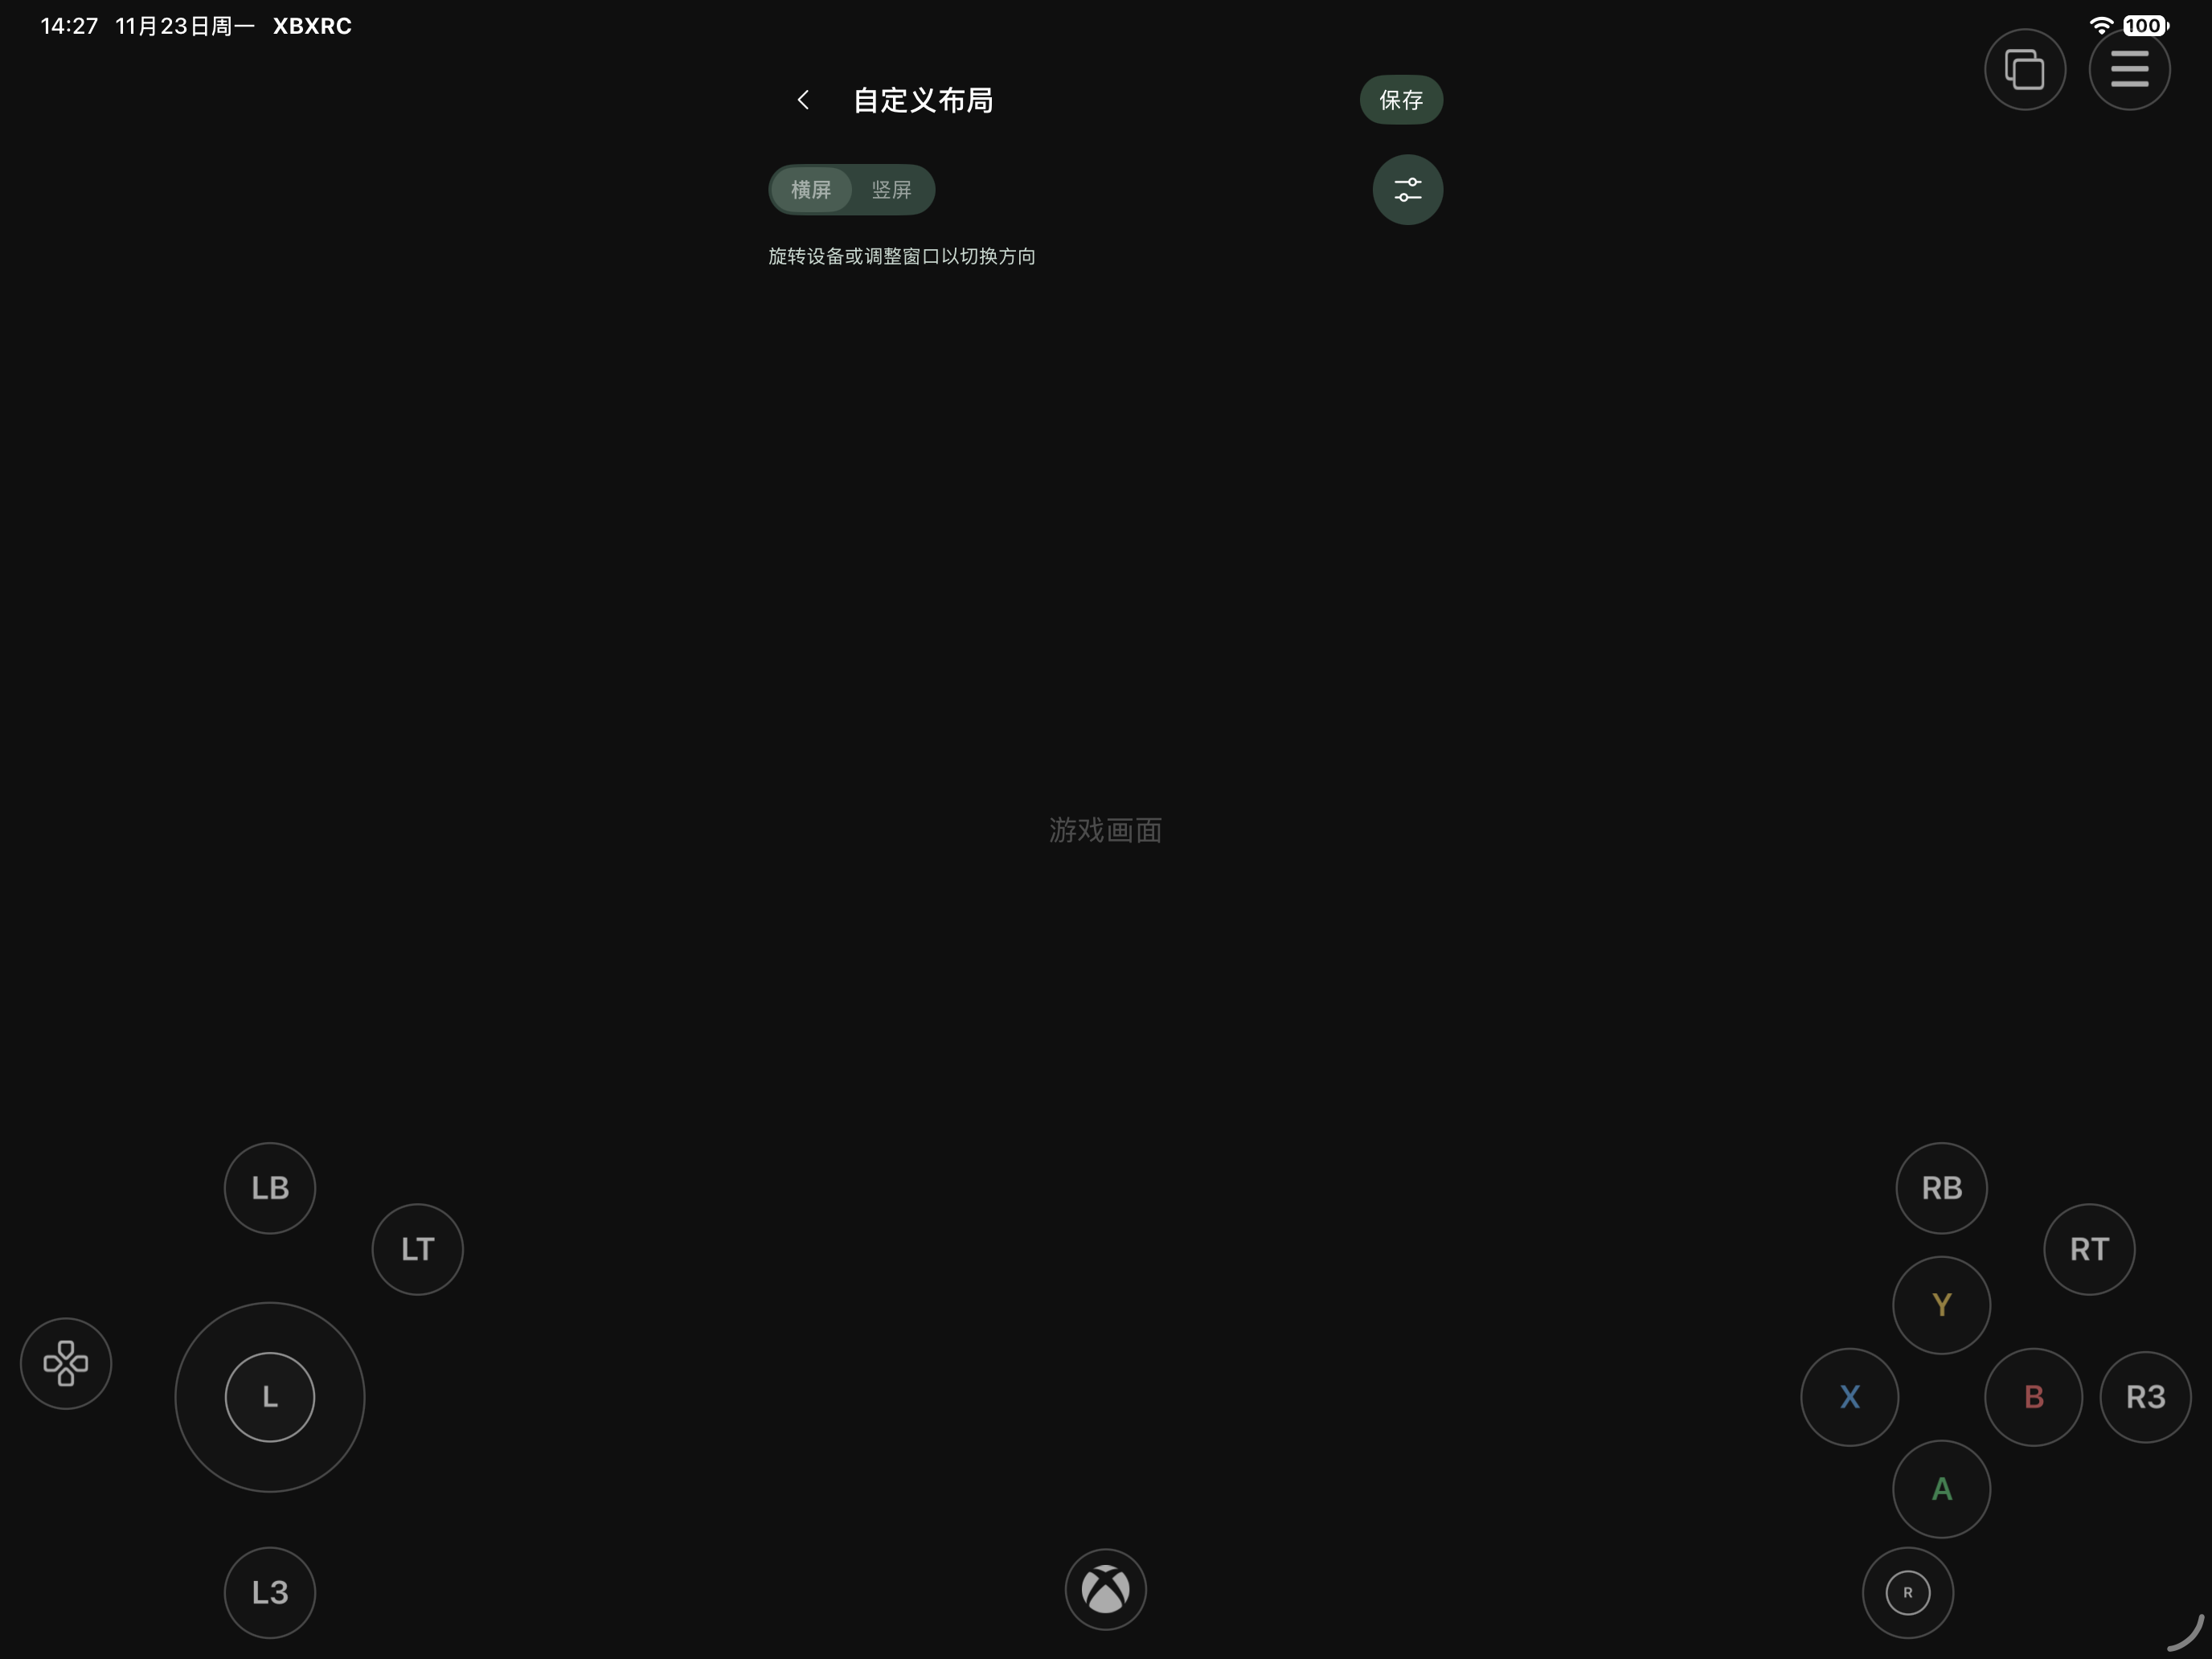 14:27 11月23日周一 XBXRC
100
自定义布局
保存
横屏 竖屏
旋转设备或调整窗口以切换方向
游戏画面
LB
LT
L
L3
RB
RT
Y
X
B
R3
A
R